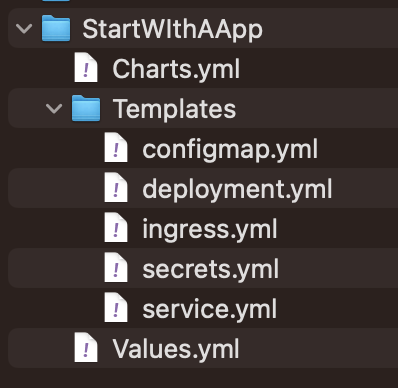 StartWIthAApp
Charts.yml
Templates
configmap.yml
deployment.yml
ingress.yml
secrets.yml
service.yml
Values.yml